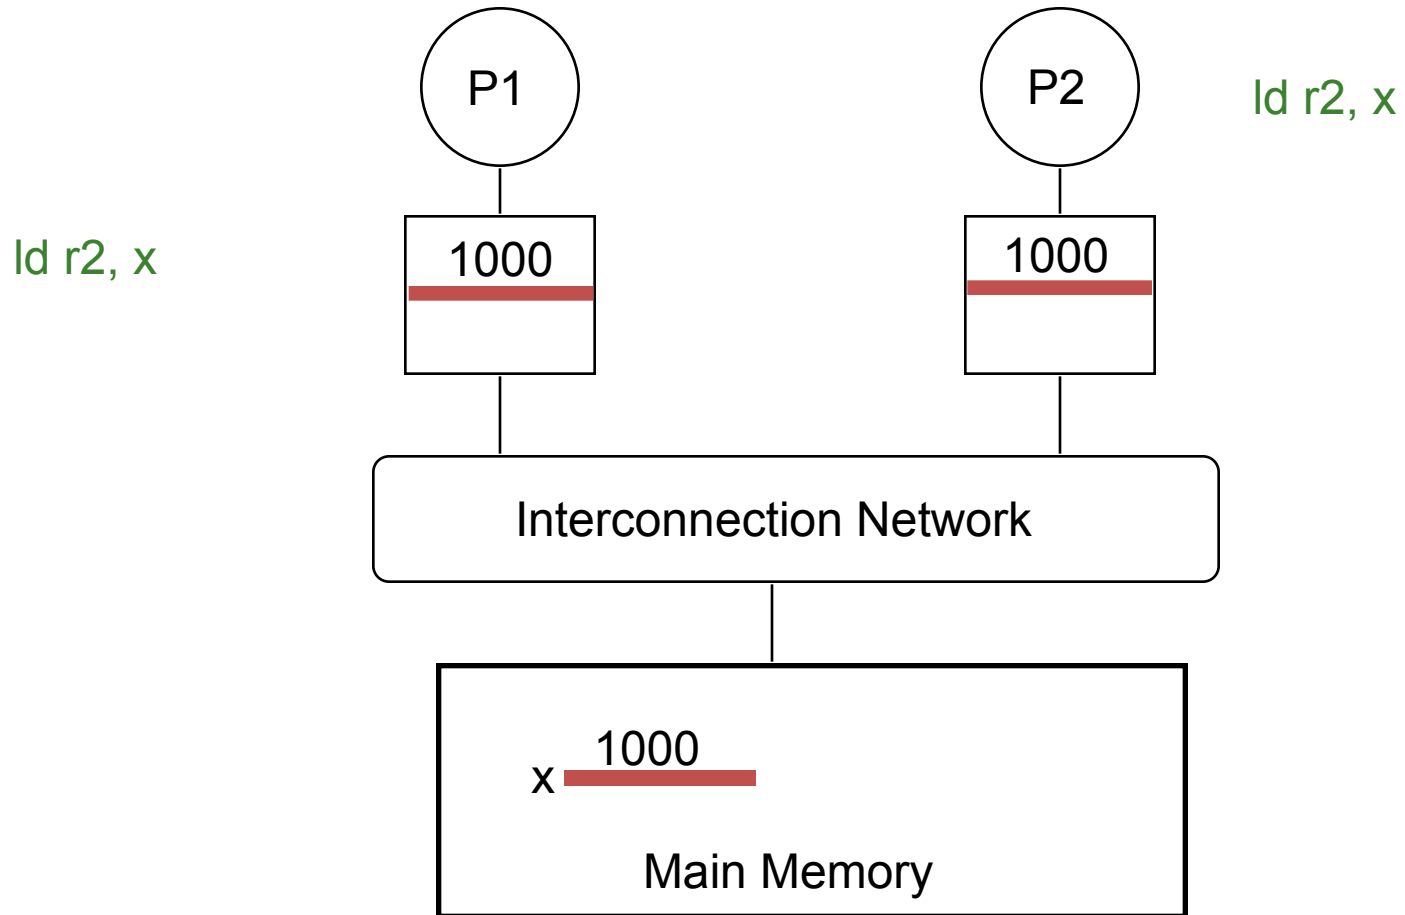 P1
P2
ld r2, x
ld r2, x
1000
1000
Interconnection Network
1000
x
Main Memory